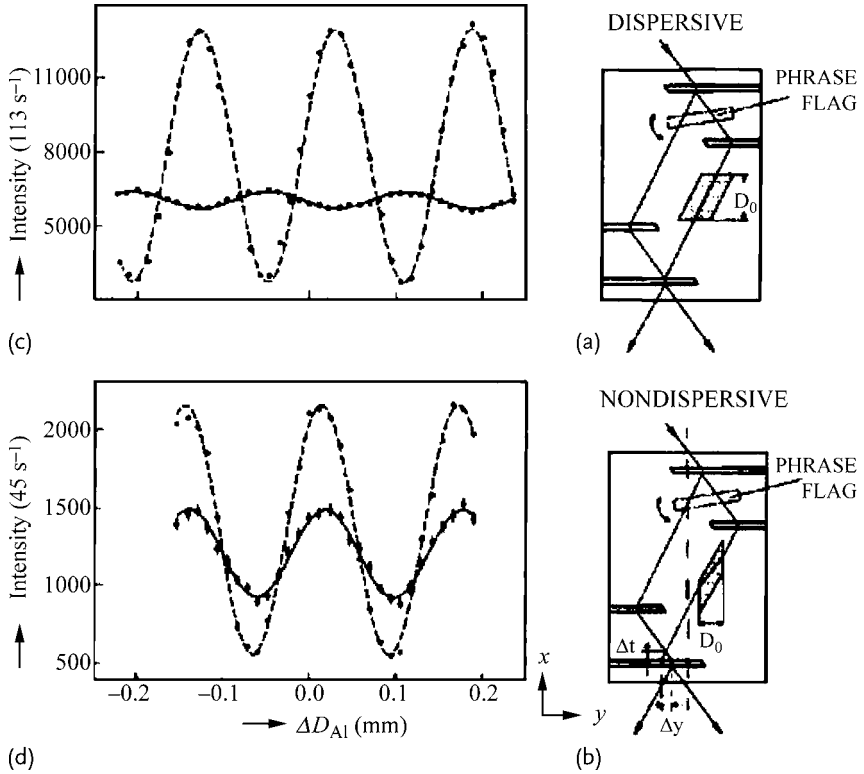 DISPERSIVE
PHRASE
FLAG
D₀
11000
8000
5000
Intensity (113 s⁻¹)
(c)
(a)
NONDISPERSIVE
PHRASE
FLAG
D₀
Δt
Δy
2000
1500
1000
500
Intensity (45 s⁻¹)
−0.2
−0.1
0.0
0.1
0.2
ΔD_Al (mm)
x
y
(d)
(b)